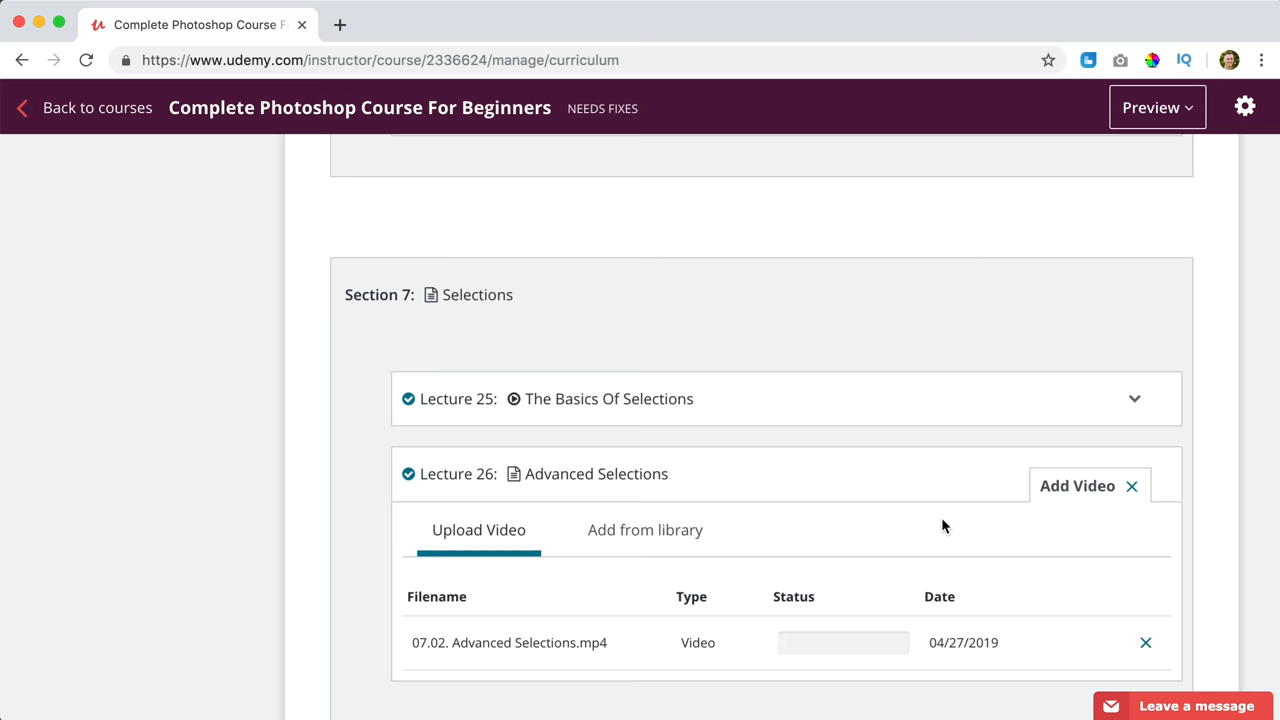 Complete Photoshop Course F
https://www.udemy.com/instructor/course/2336624/manage/curriculum
IQ
Back to courses Complete Photoshop Course For Beginners NEEDS FIXES Preview
Section 7: Selections
Lecture 25: The Basics Of Selections
Lecture 26: Advanced Selections
Add Video
Upload Video Add from library
Filename Type Status Date
07.02. Advanced Selections.mp4 Video 04/27/2019
Leave a message